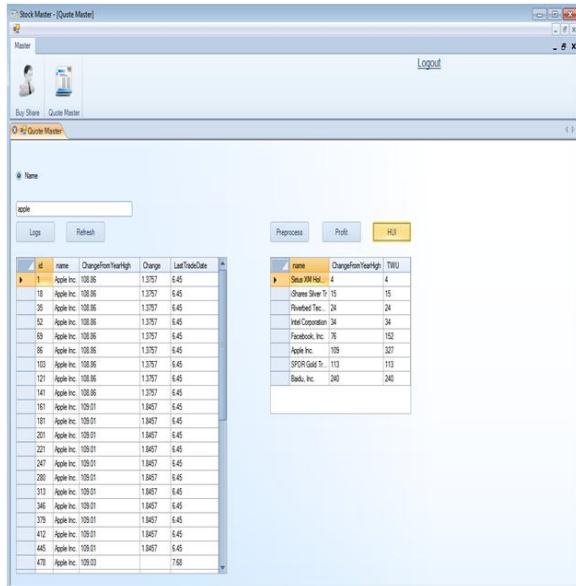 Stock Master - [Quote Master]
Master
Logout
Buy Share Quote Master
Quote Master
Name
apple
Logs Refresh Preprocess Profit HUI
id name ChangeFromYearHigh Change LastTradeDate
1 Apple Inc. 108.86 1.3757 6.45
18 Apple Inc. 108.86 1.3757 6.45
35 Apple Inc. 108.86 1.3757 6.45
52 Apple Inc. 108.86 1.3757 6.45
69 Apple Inc. 108.86 1.3757 6.45
86 Apple Inc. 108.86 1.3757 6.45
103 Apple Inc. 108.86 1.3757 6.45
121 Apple Inc. 108.86 1.3757 6.45
141 Apple Inc. 108.86 1.3757 6.45
161 Apple Inc. 109.01 1.8457 6.45
181 Apple Inc. 109.01 1.8457 6.45
201 Apple Inc. 109.01 1.8457 6.45
221 Apple Inc. 109.01 1.8457 6.45
247 Apple Inc. 109.01 1.8457 6.45
280 Apple Inc. 109.01 1.8457 6.45
313 Apple Inc. 109.01 1.8457 6.45
346 Apple Inc. 109.01 1.8457 6.45
379 Apple Inc. 109.01 1.8457 6.45
412 Apple Inc. 109.01 1.8457 6.45
445 Apple Inc. 109.01 1.8457 6.45
478 Apple Inc. 109.03 7.68
name ChangeFromYearHigh TWU
Sirius XM Hol... 4 4
iShares Silver Tr 15 15
Riverbed Tec... 24 24
Intel Corporation 34 34
Facebook, Inc. 76 152
Apple Inc. 109 327
SPDR Gold Tr... 113 113
Baidu, Inc. 240 240